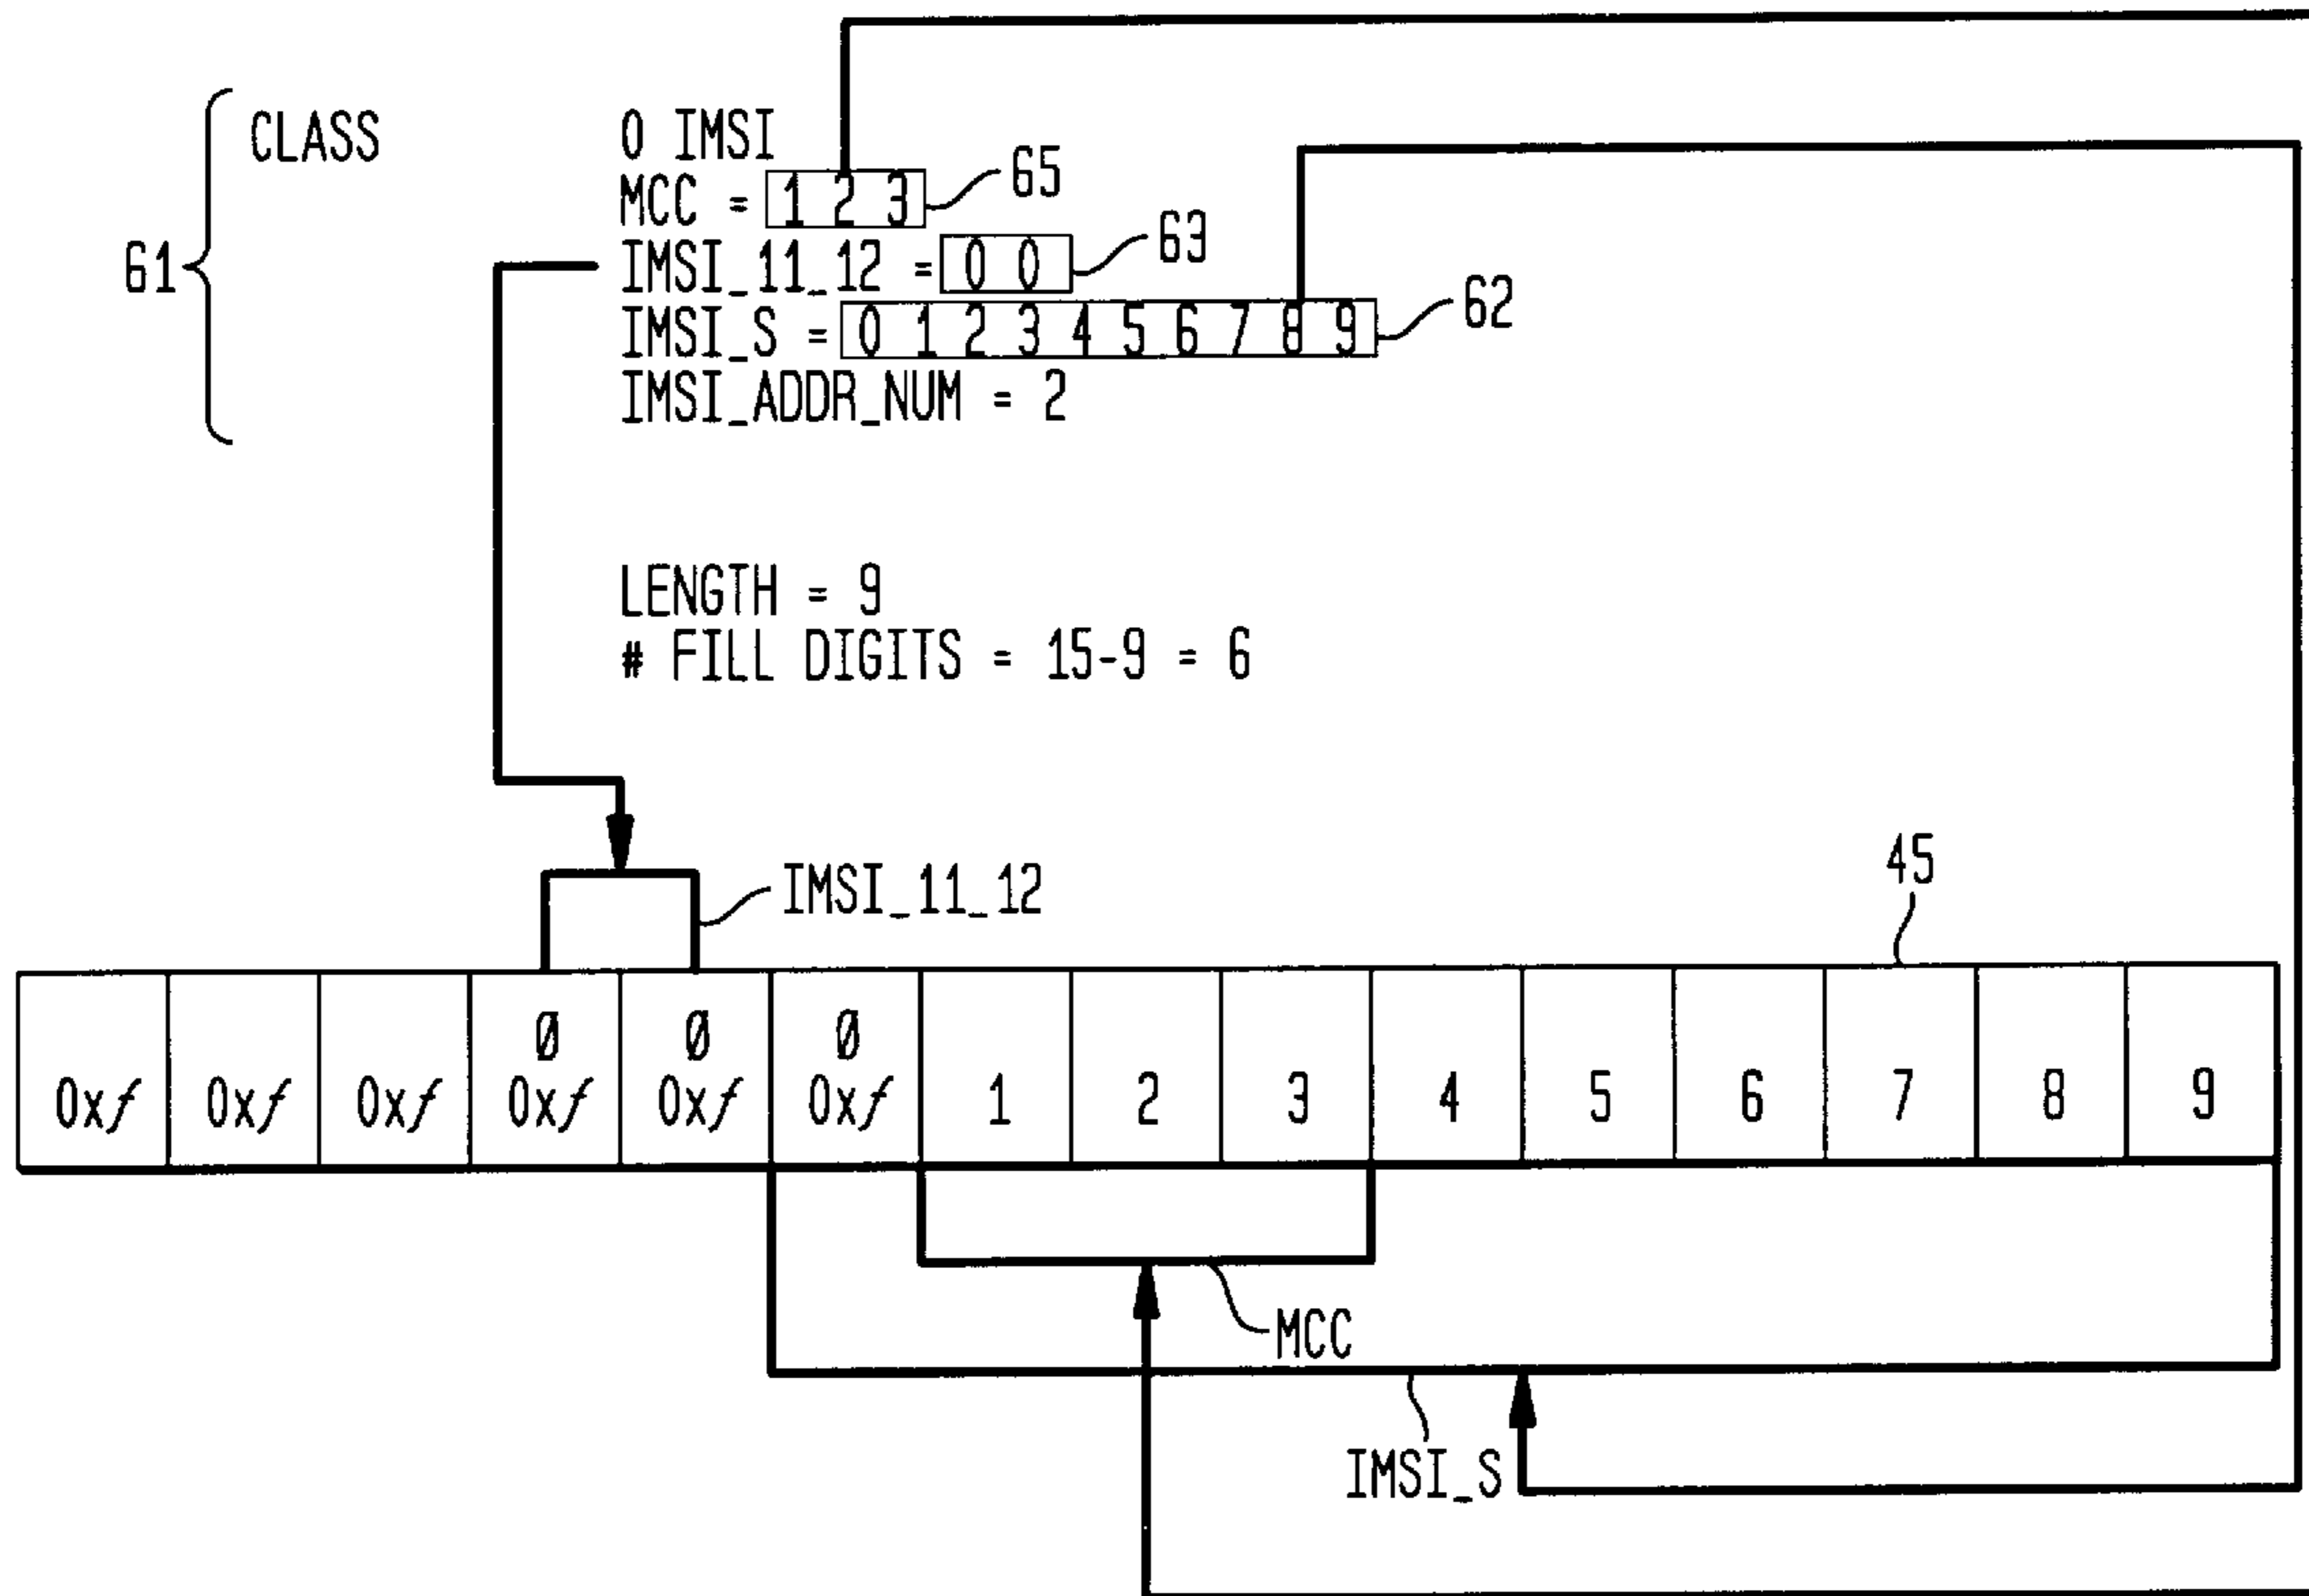 CLASS 0 IMSI
MCC = 1 2 3 65
61 IMSI_11_12 = 0 0 63
IMSI_S = 0 1 2 3 4 5 6 7 8 9 62
IMSI_ADDR_NUM = 2
LENGTH = 9
# FILL DIGITS = 15-9 = 6
IMSI_11_12 45
Ø Ø Ø
0xf 0xf 0xf 0xf 0xf 0xf 1 2 3 4 5 6 7 8 9
MCC
IMSI_S